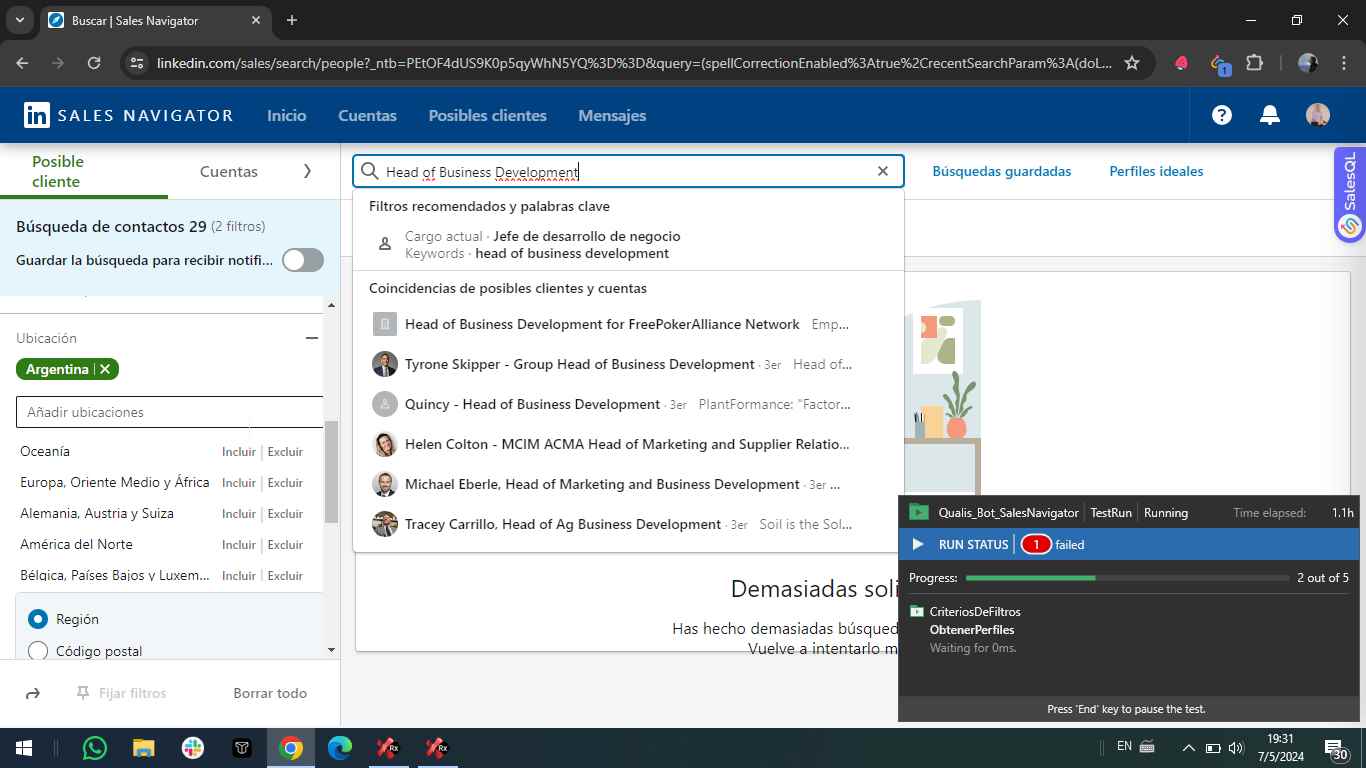 Buscar | Sales Navigator
linkedin.com/sales/search/people?_ntb=PEtOF4dUS9K0p5qyWhN5YQ%3D%3D&query=(spellCorrectionEnabled%3Atrue%2CrecentSearchParam%3A(doL...
1
in SALES NAVIGATOR
Inicio
Cuentas
Posibles clientes
Mensajes
Posible
cliente
Cuentas
Head of Business Development
Búsquedas guardadas
Perfiles ideales
SalesQL
Búsqueda de contactos 29 (2 filtros)
Guardar la búsqueda para recibir notifi...
Ubicación
Argentina
Añadir ubicaciones
Oceanía Incluir | Excluir
Europa, Oriente Medio y África Incluir | Excluir
Alemania, Austria y Suiza Incluir | Excluir
América del Norte Incluir | Excluir
Bélgica, Países Bajos y Luxem... Incluir | Excluir
Región
Código postal
Fijar filtros
Borrar todo
Filtros recomendados y palabras clave
Cargo actual · Jefe de desarrollo de negocio
Keywords · head of business development
Coincidencias de posibles clientes y cuentas
Head of Business Development for FreePokerAlliance Network Emp...
Tyrone Skipper - Group Head of Business Development · 3er Head of...
Quincy - Head of Business Development · 3er PlantFormance: "Factor...
Helen Colton - MCIM ACMA Head of Marketing and Supplier Relatio...
Michael Eberle, Head of Marketing and Business Development · 3er ...
Tracey Carrillo, Head of Ag Business Development · 3er Soil is the Sol...
Demasiadas soli
Has hecho demasiadas búsqued
Vuelve a intentarlo m
Qualis_Bot_SalesNavigator | TestRun | Running Time elapsed: 1.1h
RUN STATUS | 1 failed
Progress: 2 out of 5
CriteriosDeFiltros
ObtenerPerfiles
Waiting for 0ms.
Press 'End' key to pause the test.
Rx
Rx
EN
19:31
7/5/2024
30